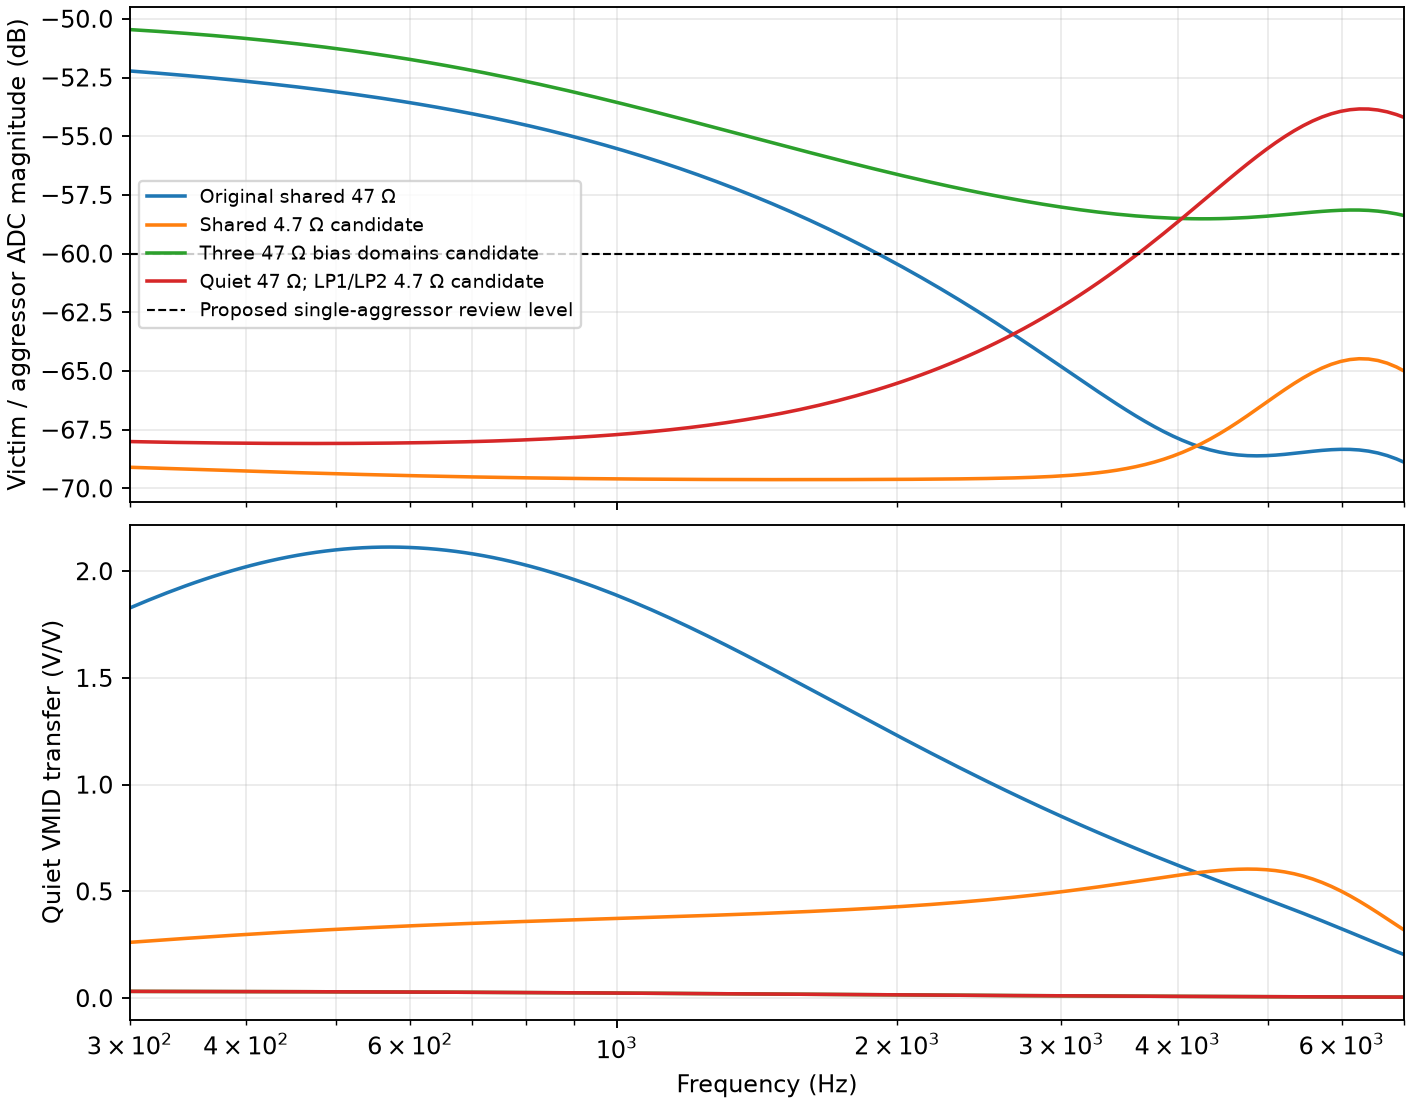 Victim / aggressor ADC magnitude (dB)
−50.0
−52.5
−55.0
−57.5
−60.0
−62.5
−65.0
−67.5
−70.0
Original shared 47 Ω
Shared 4.7 Ω candidate
Three 47 Ω bias domains candidate
Quiet 47 Ω; LP1/LP2 4.7 Ω candidate
Proposed single-aggressor review level
Quiet VMID transfer (V/V)
2.0
1.5
1.0
0.5
0.0
3 × 10² 4 × 10² 6 × 10² 10³ 2 × 10³ 3 × 10³ 4 × 10³ 6 × 10³
Frequency (Hz)